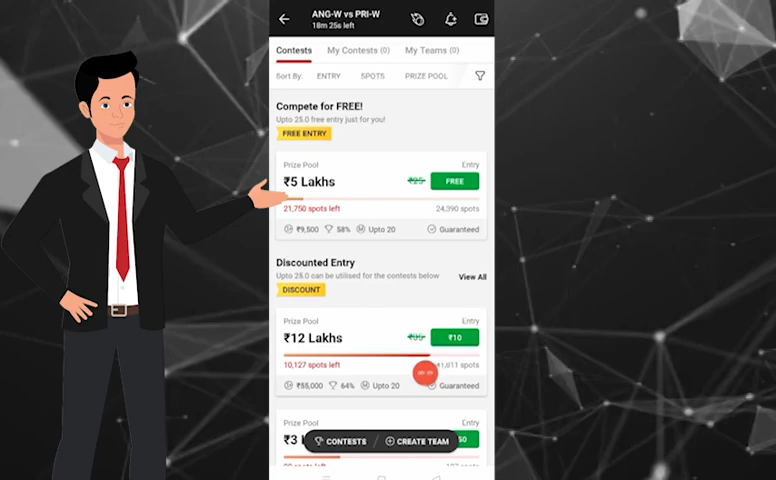 ANG-W vs PRI-W
18m 25s left
Contests My Contests (0) My Teams (0)
Sort By: ENTRY SPOTS PRIZE POOL
Compete for FREE!
Upto 25.0 free entry just for you!
FREE ENTRY
Prize Pool Entry
₹5 Lakhs ₹25 FREE
21,750 spots left 24,390 spots
₹9,500 58% Upto 20 Guaranteed
Discounted Entry
Upto 25.0 can be utilised for the contests below View All
DISCOUNT
Prize Pool Entry
₹12 Lakhs ₹10
10,127 spots left spots
₹55,000 64% Upto 20 Guaranteed
Prize Pool Entry
₹3
CONTESTS / CREATE TEAM
spots left spots